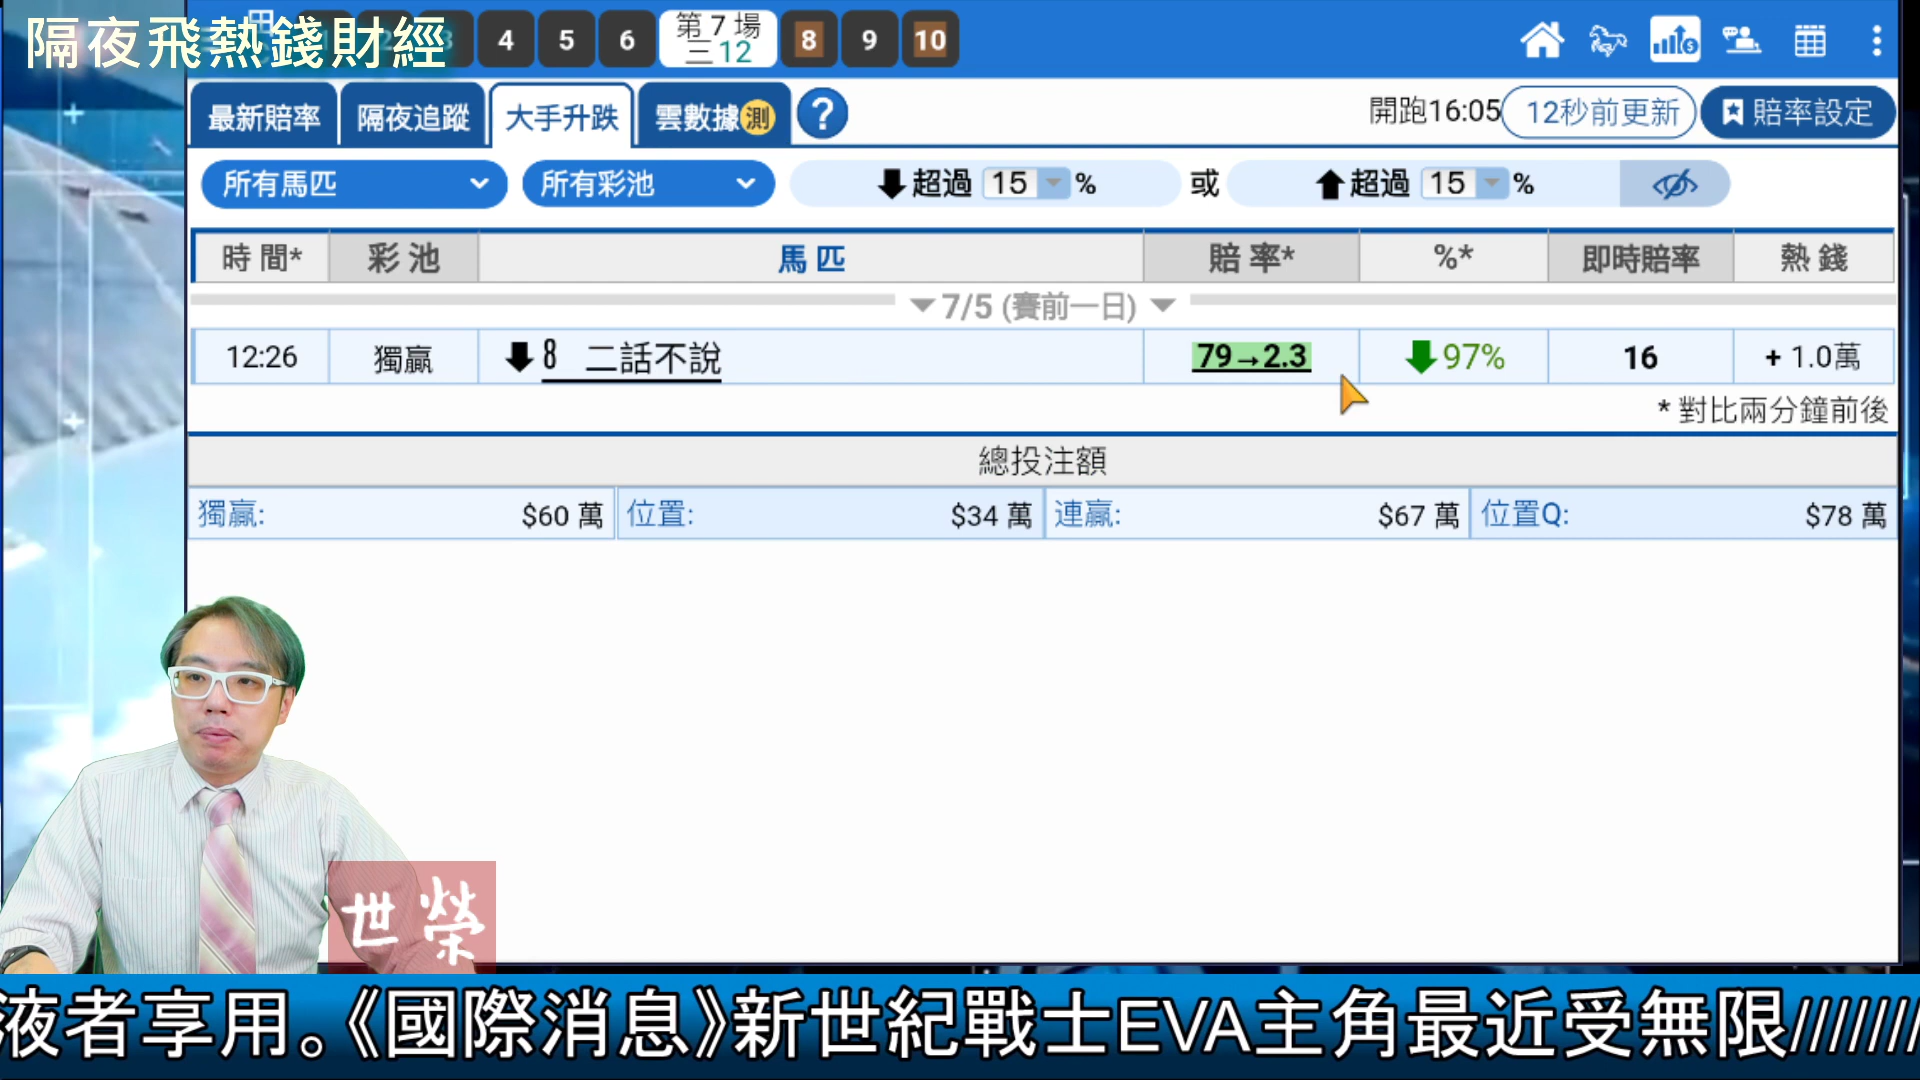 隔夜飛熱錢財經
4 5 6 第 7 場 三 12 8 9 10
最新賠率 隔夜追蹤 大手升跌 雲數據 測 ?
開跑16:05 12秒前更新 賠率設定
所有馬匹 所有彩池 超過 15 % 或 超過 15 %
時 間* 彩 池 馬 匹 賠 率* %* 即時賠率 熱 錢
7/5 (賽前一日)
12:26 獨贏 8 二話不說 79→2.3 97% 16 + 1.0萬
* 對比兩分鐘前後
總投注額
獨贏: $60 萬 位置: $34 萬 連贏: $67 萬 位置Q: $78 萬
世榮
液者享用。《國際消息》新世紀戰士EVA主角最近受無限///////